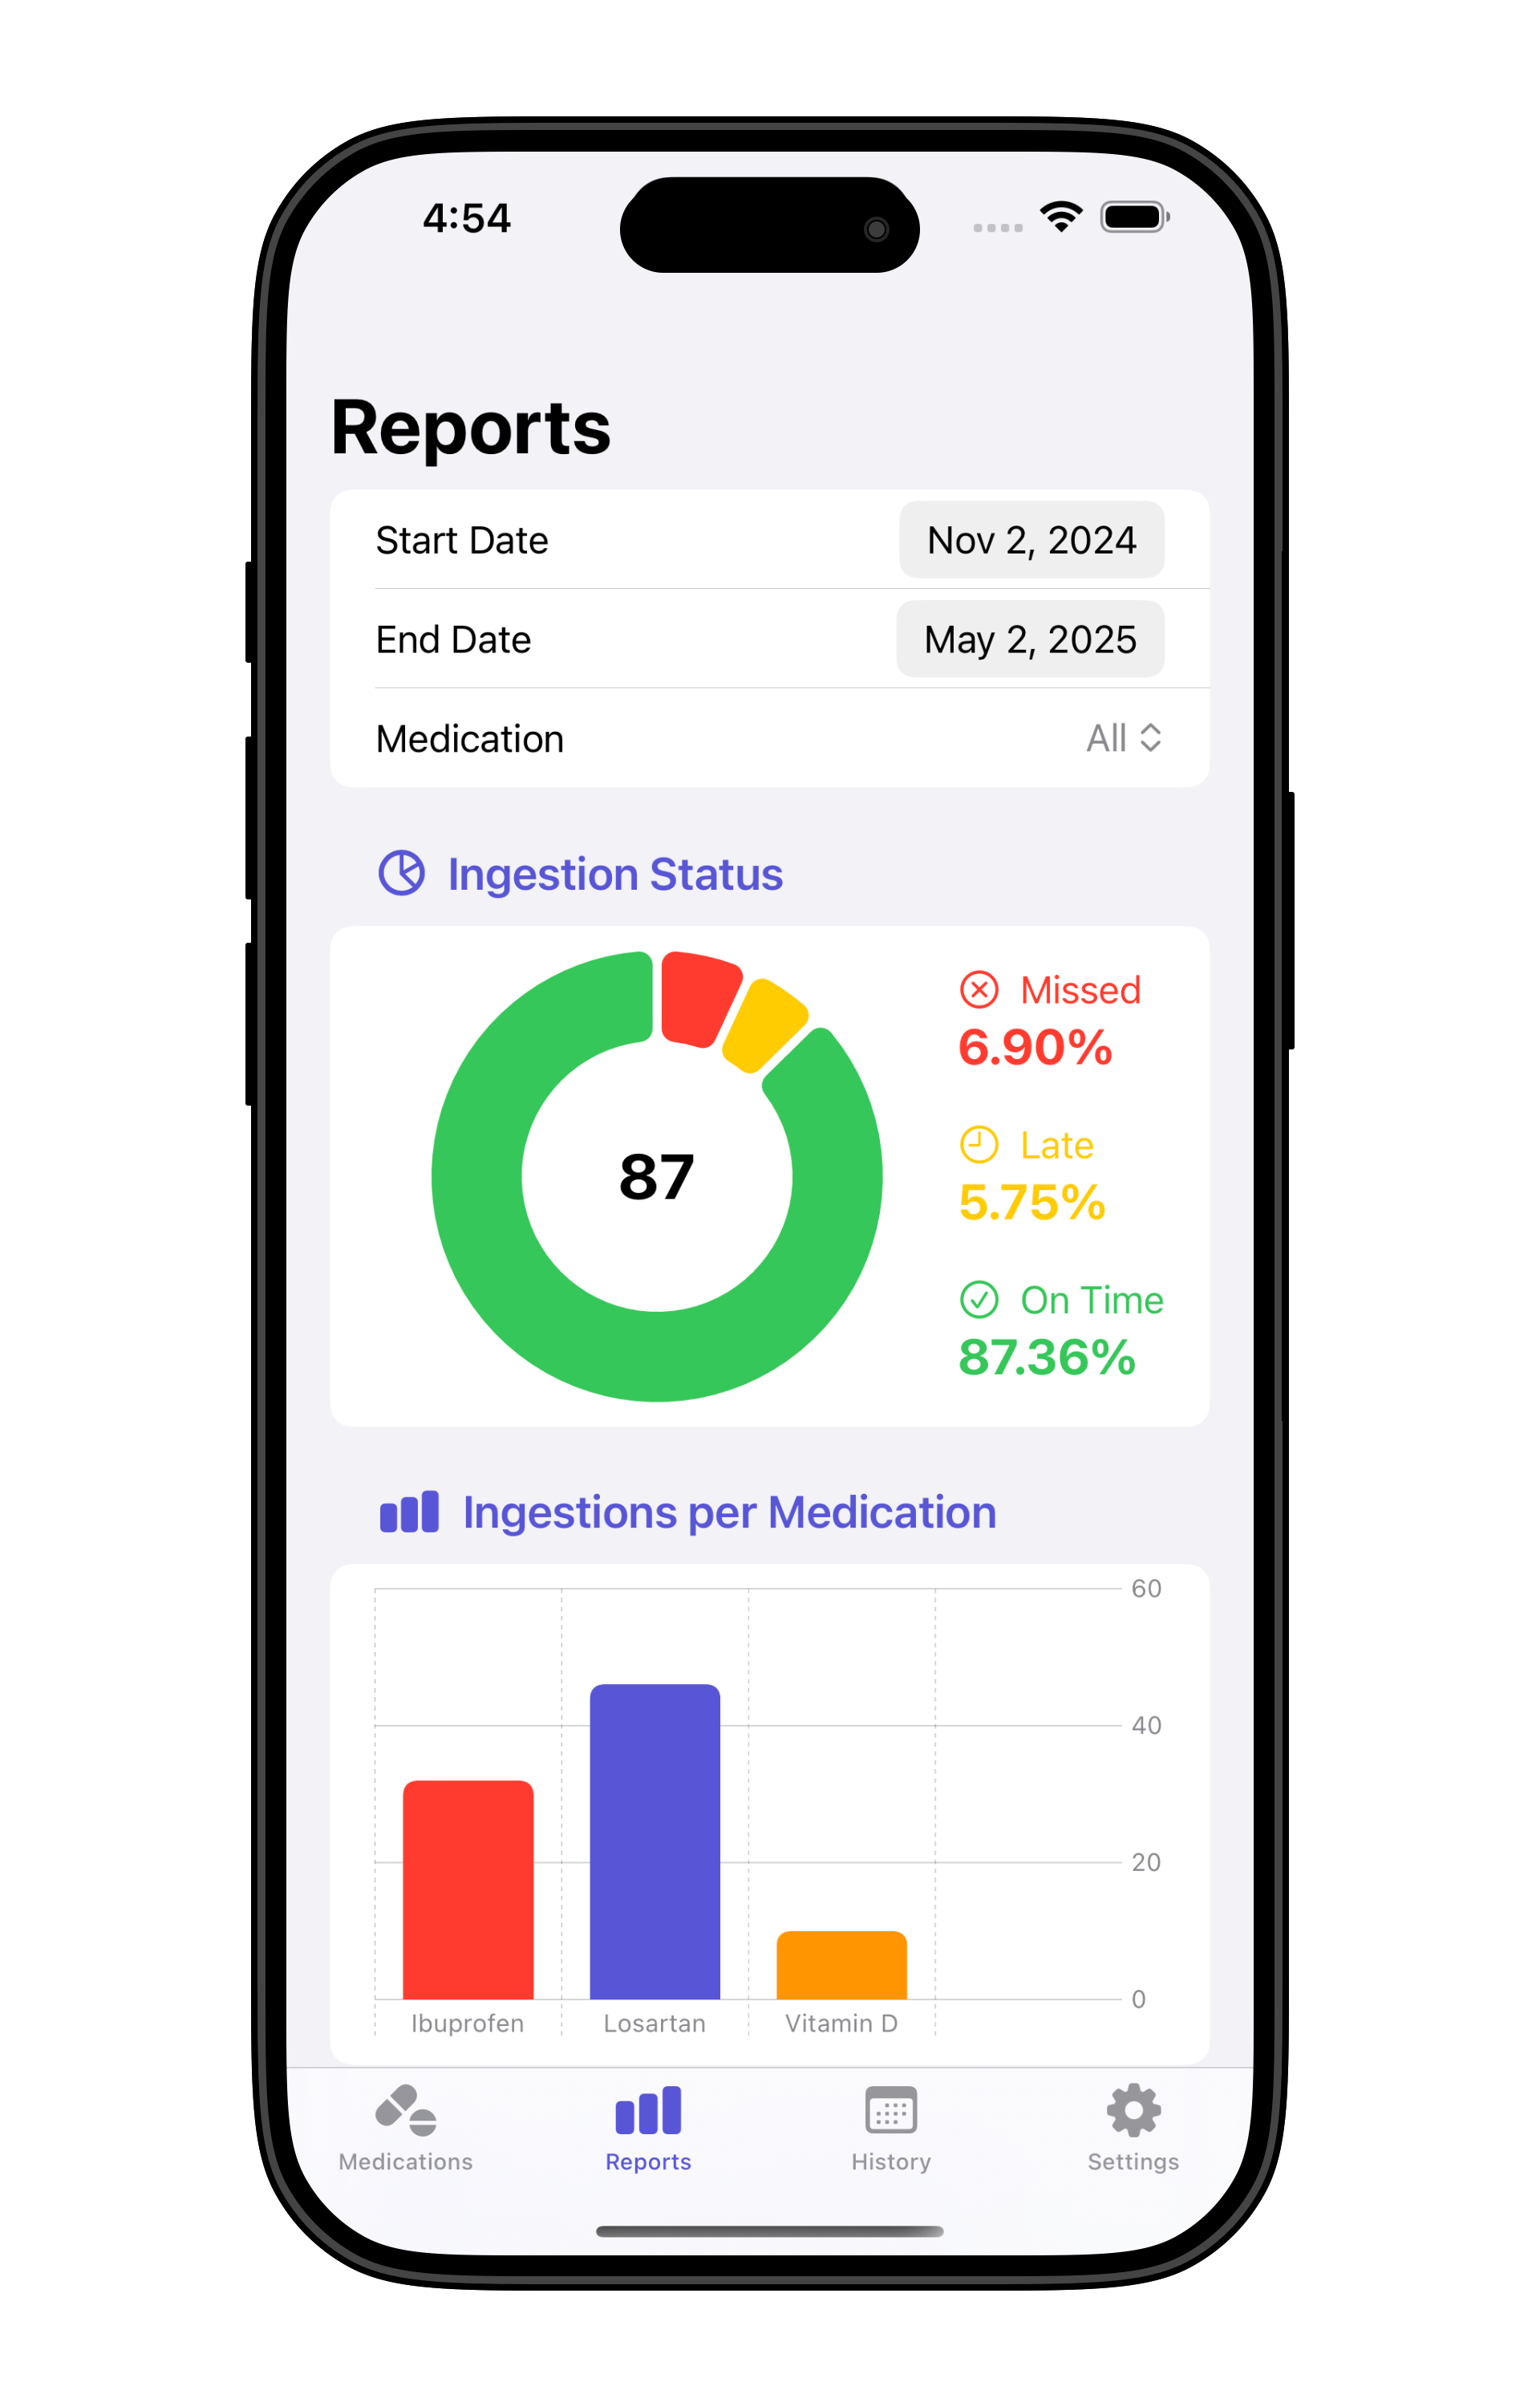 4:54
Reports
Start Date Nov 2, 2024
End Date May 2, 2025
Medication All
Ingestion Status
87
Missed
6.90%
Late
5.75%
On Time
87.36%
Ingestions per Medication
60
40
20
0
Ibuprofen Losartan Vitamin D
Medications Reports History Settings